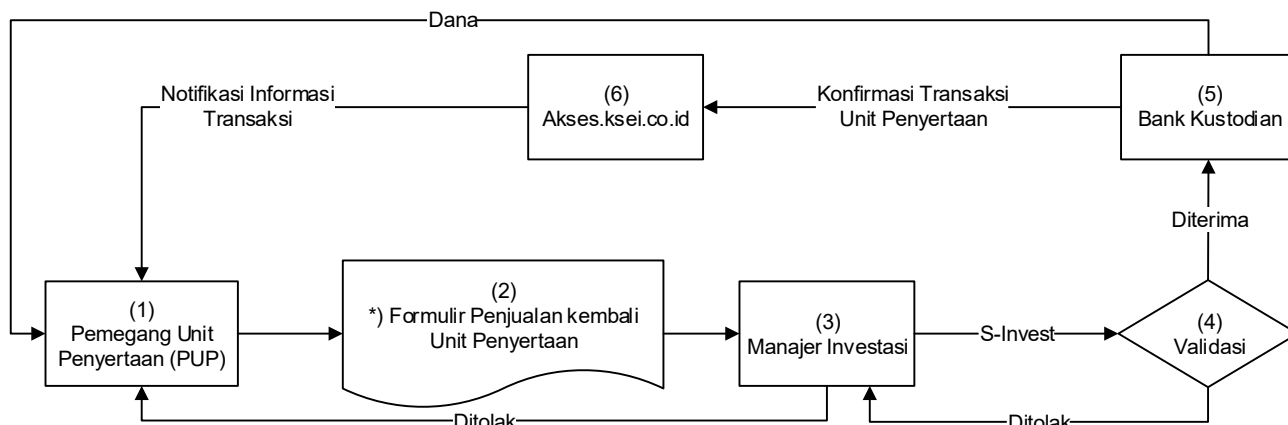 Dana
Notifikasi Informasi
Transaksi
(6)
Akses.ksei.co.id
Konfirmasi Transaksi
Unit Penyertaan
(5)
Bank Kustodian
Diterima
(1)
Pemegang Unit
Penyertaan (PUP)
(2)
*) Formulir Penjualan kembali
Unit Penyertaan
(3)
Manajer Investasi
S-Invest
(4)
Validasi
Ditolak
Ditolak